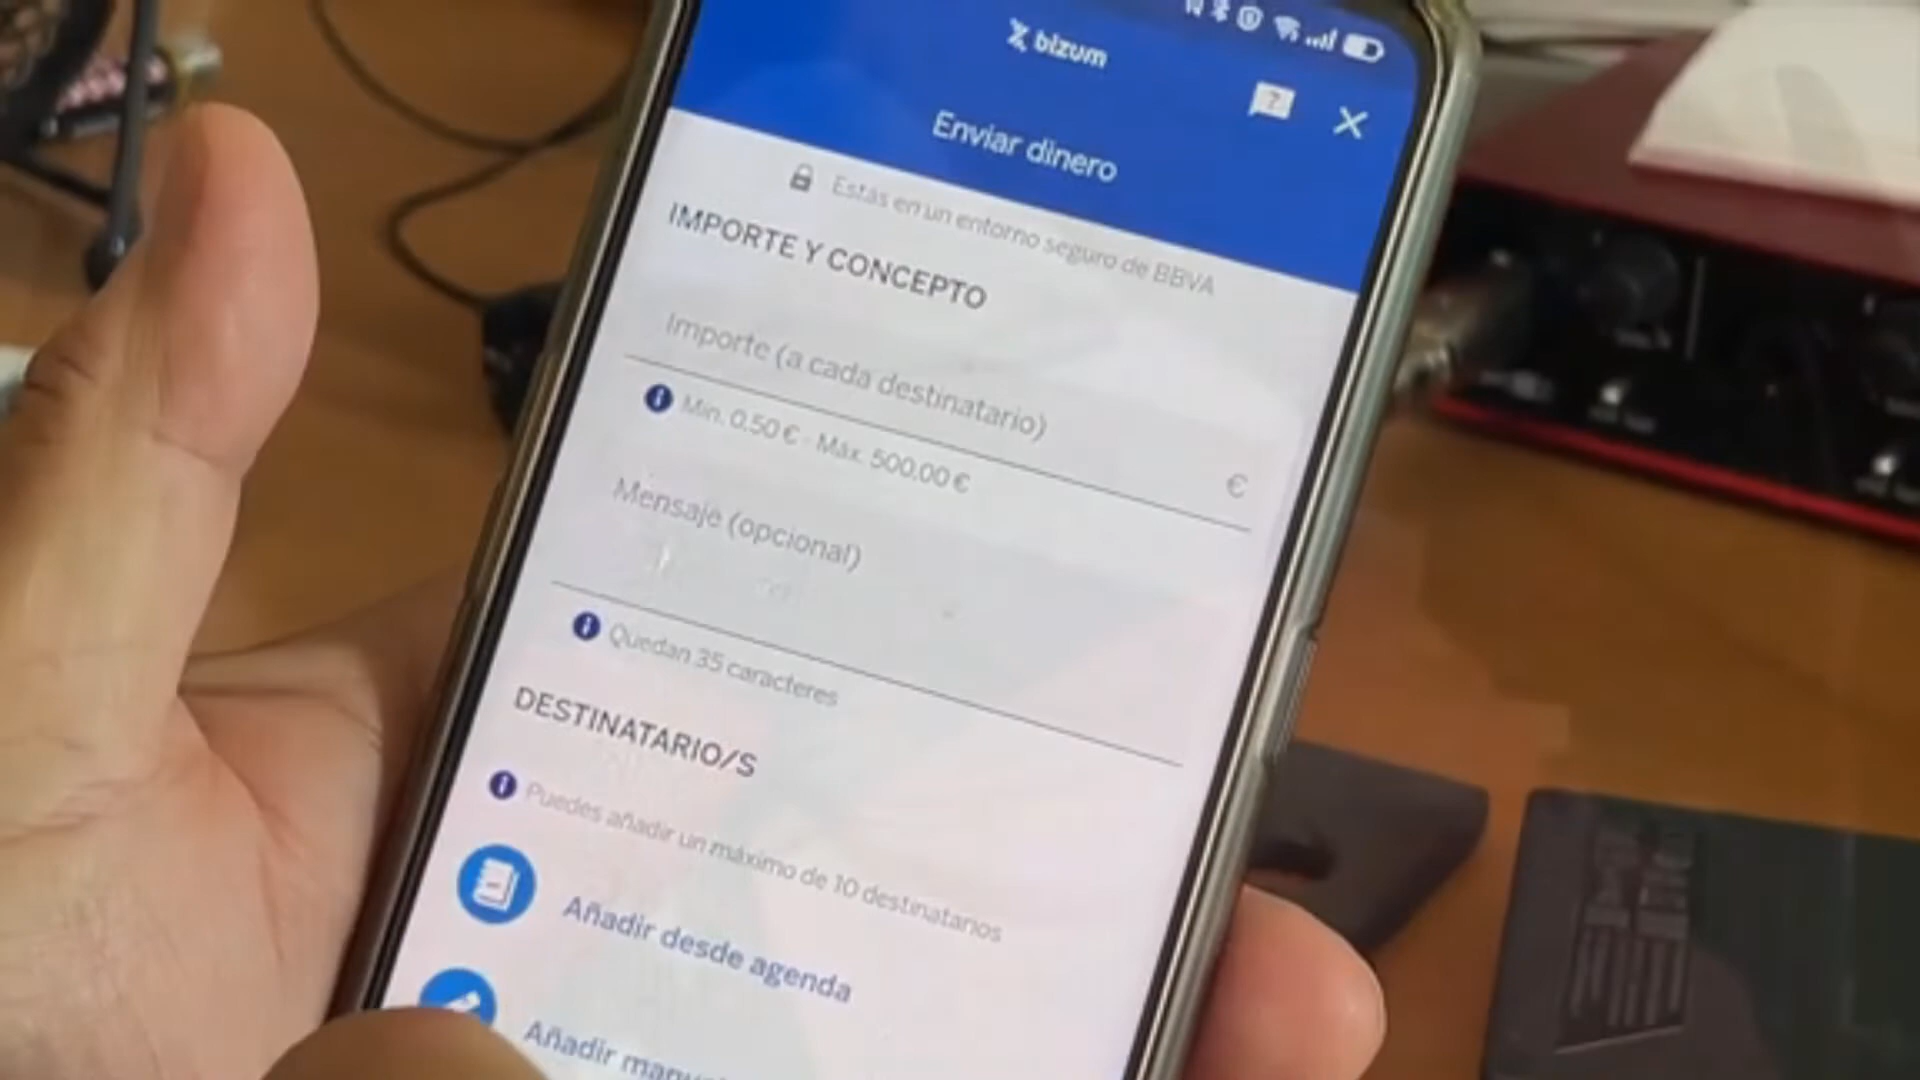 bizum
?
Enviar dinero
Estás en un entorno seguro de BBVA
IMPORTE Y CONCEPTO
Importe (a cada destinatario)
€
Min. 0.50 € - Máx. 500.00 €
Mensaje (opcional)
Quedan 35 caracteres
DESTINATARIO/S
Puedes añadir un máximo de 10 destinatarios
Añadir desde agenda
Añadir